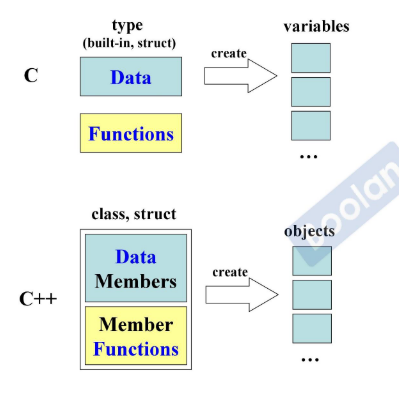 type
(built-in, struct)
variables
create
C
Data
Functions
...
Boolan
class, struct
objects
create
Data
Members
C++
Member
Functions
...